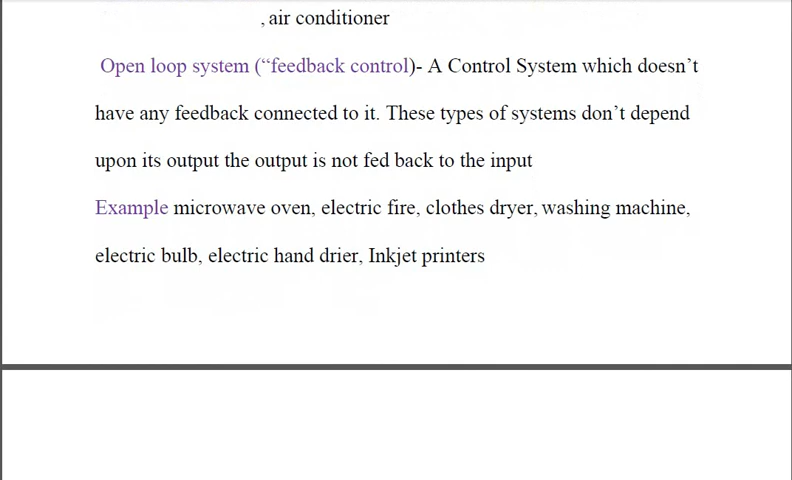 , air conditioner
Open loop system (“feedback control)- A Control System which doesn’t
have any feedback connected to it. These types of systems don’t depend
upon its output the output is not fed back to the input
Example microwave oven, electric fire, clothes dryer, washing machine,
electric bulb, electric hand drier, Inkjet printers